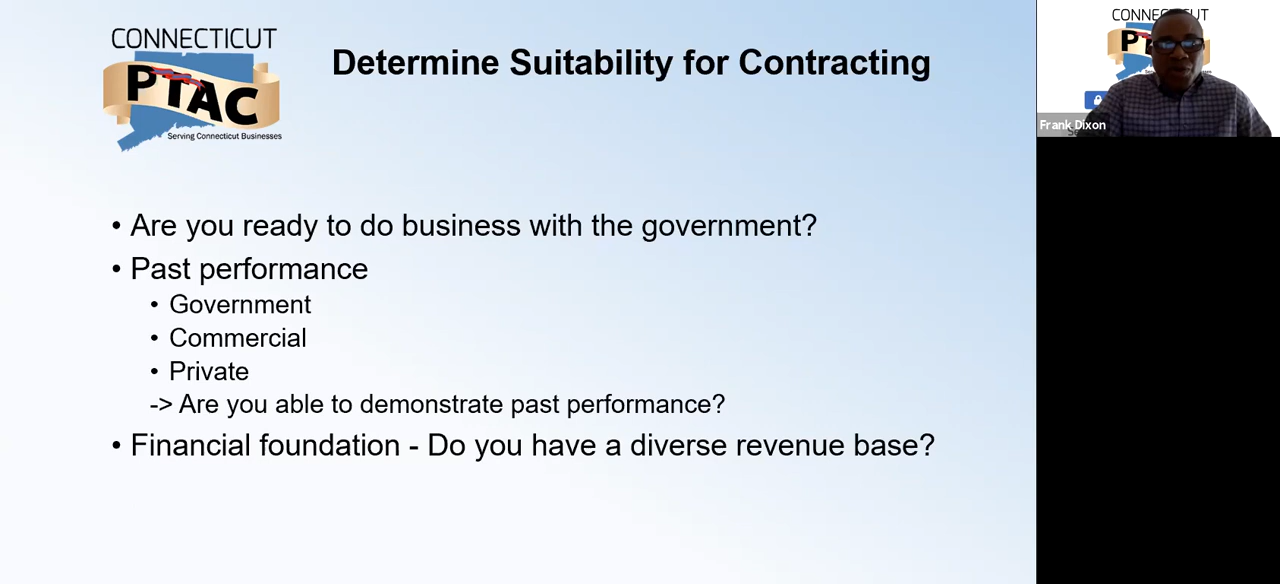 CONNECTICUT
PTAC
Serving Connecticut Businesses
Determine Suitability for Contracting
• Are you ready to do business with the government?
• Past performance
• Government
• Commercial
• Private
-> Are you able to demonstrate past performance?
• Financial foundation - Do you have a diverse revenue base?
CONNECTICUT
Frank Dixon